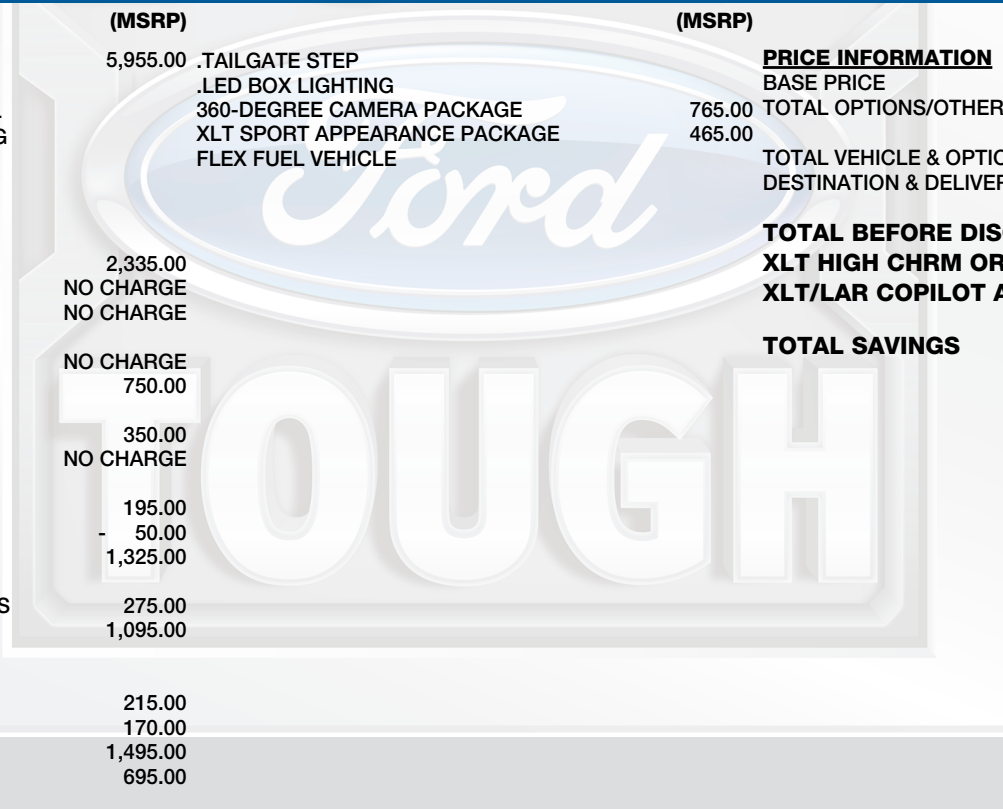 (MSRP)
5,955.00
G
2,335.00
NO CHARGE
NO CHARGE
NO CHARGE
750.00
350.00
NO CHARGE
195.00
- 50.00
1,325.00
S 275.00
1,095.00
215.00
170.00
1,495.00
695.00
(MSRP)
.TAILGATE STEP
.LED BOX LIGHTING
360-DEGREE CAMERA PACKAGE 765.00
XLT SPORT APPEARANCE PACKAGE 465.00
FLEX FUEL VEHICLE
PRICE INFORMATION
BASE PRICE
TOTAL OPTIONS/OTHER
TOTAL VEHICLE & OPTIO
DESTINATION & DELIVER
TOTAL BEFORE DIS
XLT HIGH CHRM OR
XLT/LAR COPILOT A
TOTAL SAVINGS
Ford
TOUGH